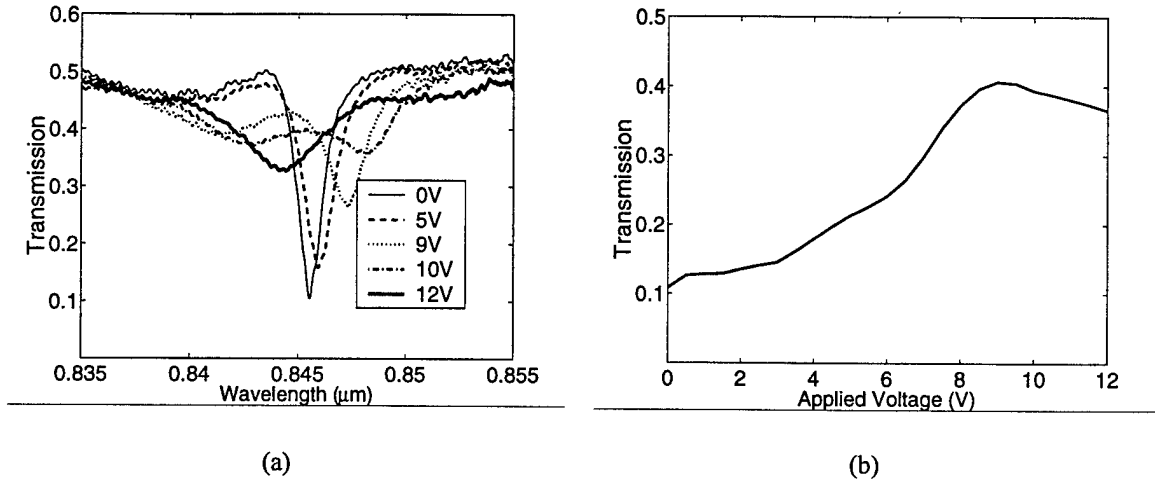 0.6
0.5
0.4
0.3
0.2
0.1
Transmission
0V
5V
9V
10V
12V
0.835 0.84 0.845 0.85 0.855
Wavelength (μm)
(a)
0.5
0.4
0.3
0.2
0.1
Transmission
0 2 4 6 8 10 12
Applied Voltage (V)
(b)